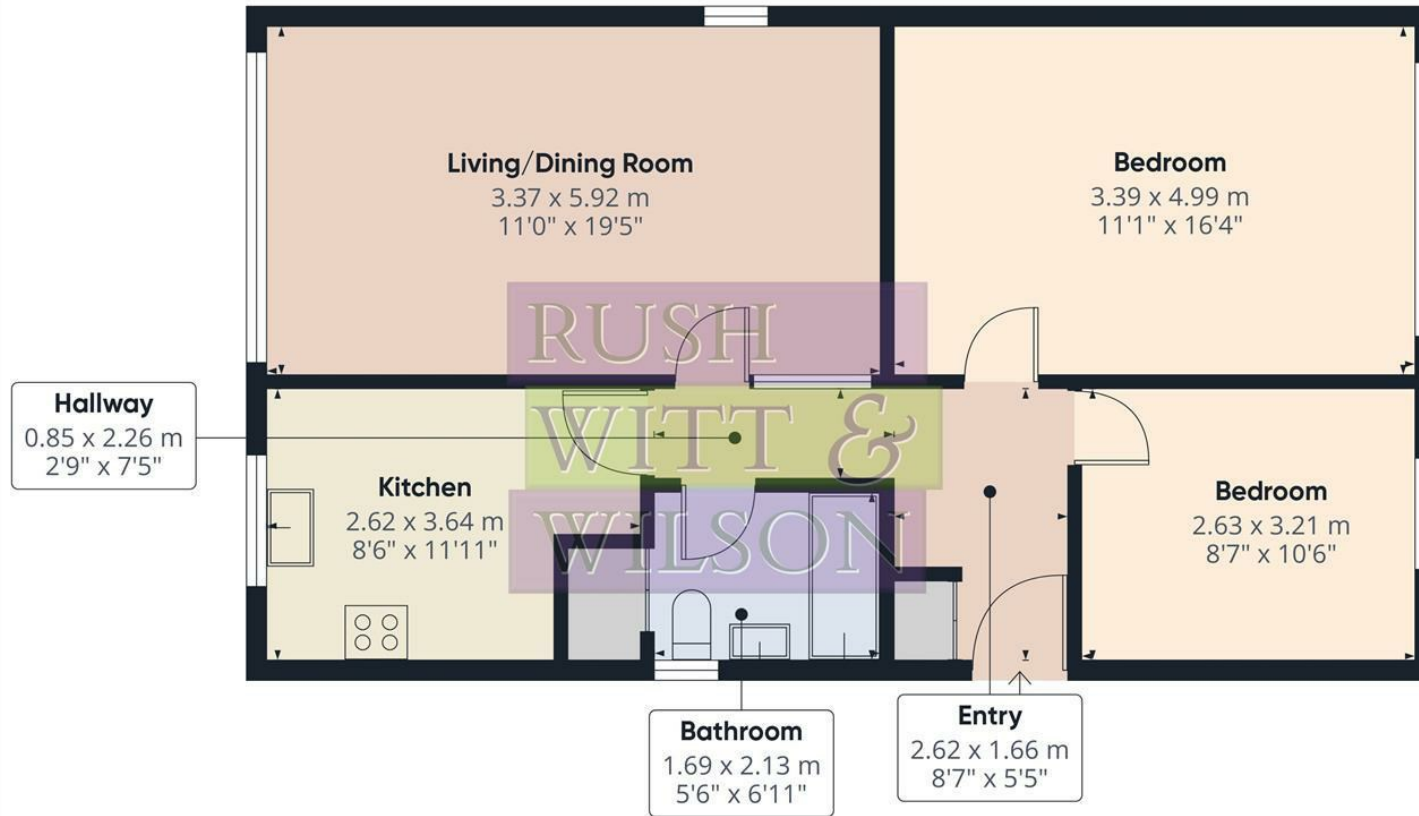 Living/Dining Room
3.37 x 5.92 m
11'0" x 19'5"
Bedroom
3.39 x 4.99 m
11'1" x 16'4"
RUSH
WITT &
WILSON
Hallway
0.85 x 2.26 m
2'9" x 7'5"
Kitchen
2.62 x 3.64 m
8'6" x 11'11"
Bedroom
2.63 x 3.21 m
8'7" x 10'6"
Bathroom
1.69 x 2.13 m
5'6" x 6'11"
Entry
2.62 x 1.66 m
8'7" x 5'5"